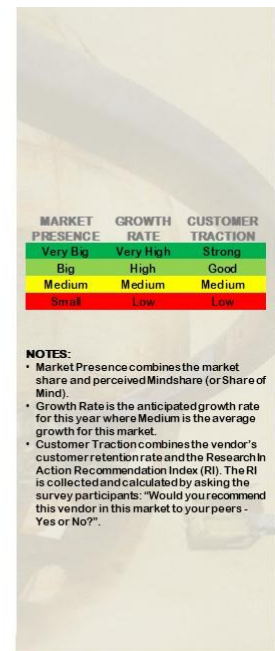 MARKET GROWTH CUSTOMER
PRESENCE RATE TRACTION
Very Big Very High Strong
Big High Good
Medium Medium Medium
Small Low Low
NOTES:
• Market Presence combines the market
share and perceived Mindshare (or Share of
Mind).
• Growth Rate is the anticipated growth rate
for this year where Medium is the average
growth for this market.
• Customer Traction combines the vendor's
customer retention rate and the Research In
Action Recommendation Index (RI). The RI
is collected and calculated by asking the
survey participants: “Would you recommend
this vendor in this market to your peers -
Yes or No?”.